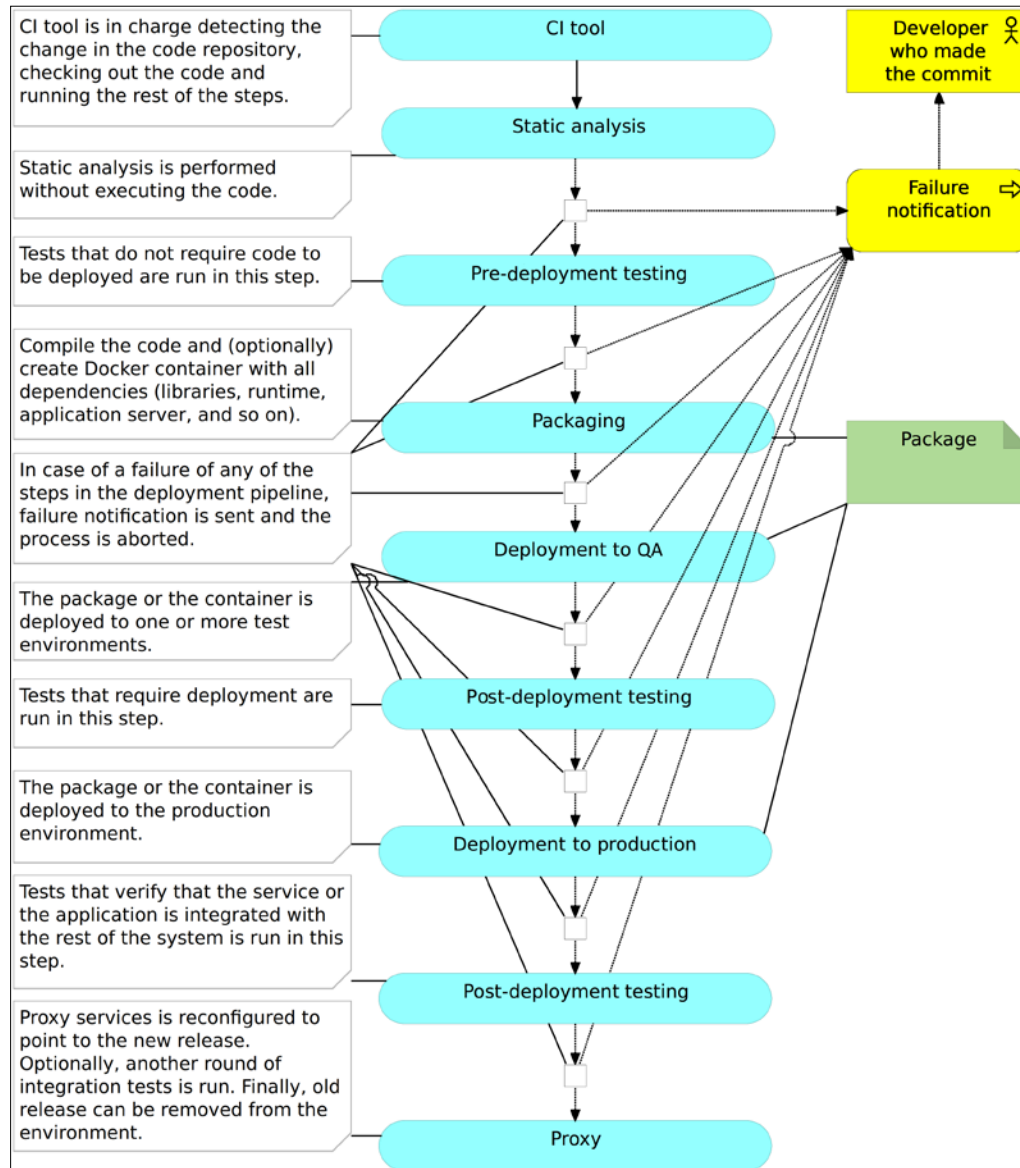 CI tool is in charge detecting the
change in the code repository,
checking out the code and
running the rest of the steps.
CI tool
Developer
who made
the commit
Static analysis
Static analysis is performed
without executing the code.
Failure
notification
Tests that do not require code to
be deployed are run in this step.
Pre-deployment testing
Compile the code and (optionally)
create Docker container with all
dependencies (libraries, runtime,
application server, and so on).
Packaging
Package
In case of a failure of any of the
steps in the deployment pipeline,
failure notification is sent and the
process is aborted.
Deployment to QA
The package or the container is
deployed to one or more test
environments.
Tests that require deployment are
run in this step.
Post-deployment testing
The package or the container is
deployed to the production
environment.
Deployment to production
Tests that verify that the service or
the application is integrated with
the rest of the system is run in this
step.
Post-deployment testing
Proxy services is reconfigured to
point to the new release.
Optionally, another round of
integration tests is run. Finally, old
release can be removed from the
environment.
Proxy